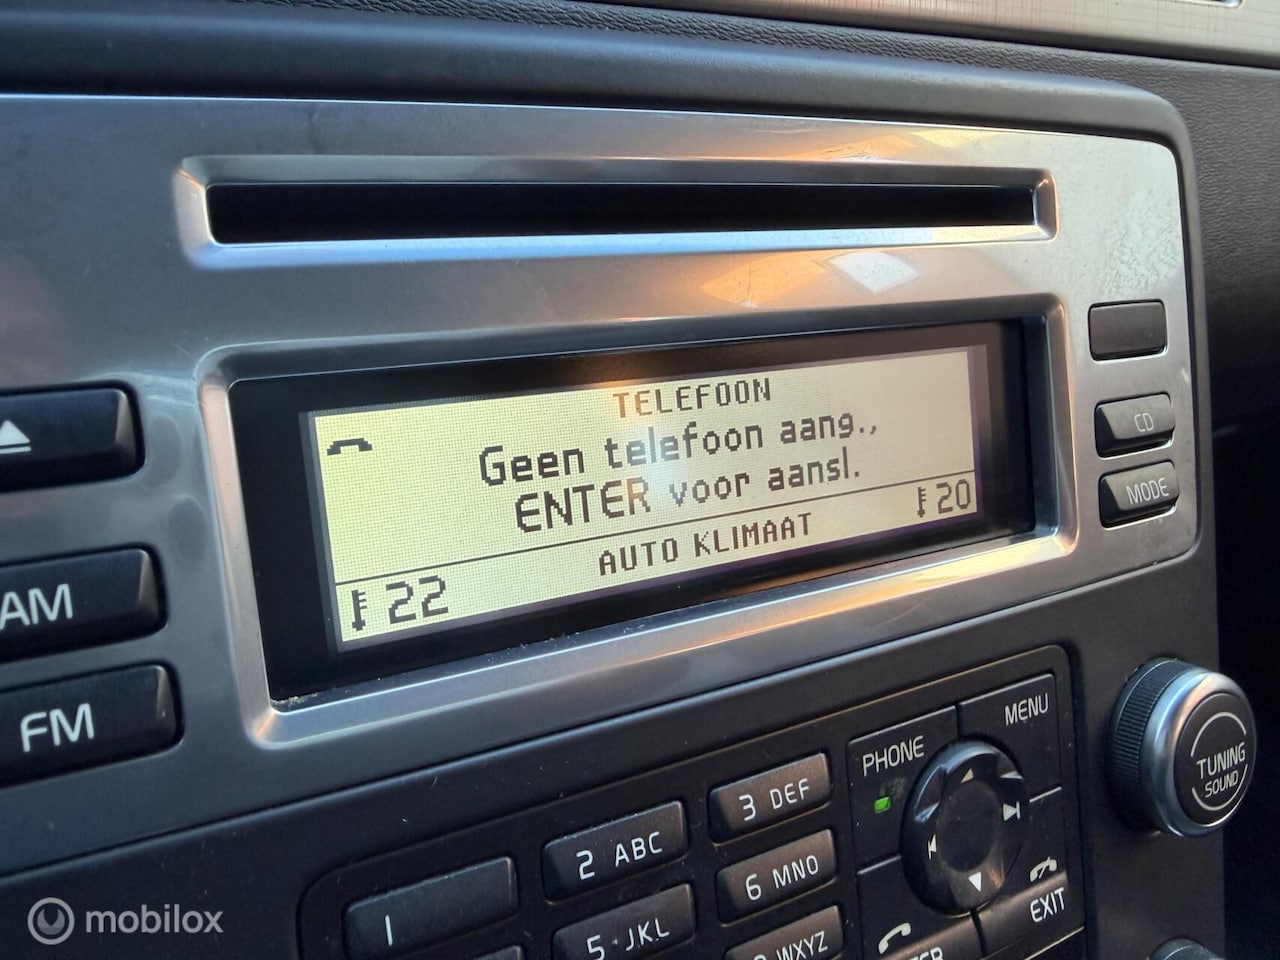 TELEFOON
Geen telefoon aang.,
ENTER voor aansl.
20
AUTO KLIMAAT
22
CD
MODE
AM
FM
MENU
PHONE
TUNING
SOUND
3 DEF
2 ABC
6 MNO
1
5 JKL
WXYZ
EXIT
mobilox